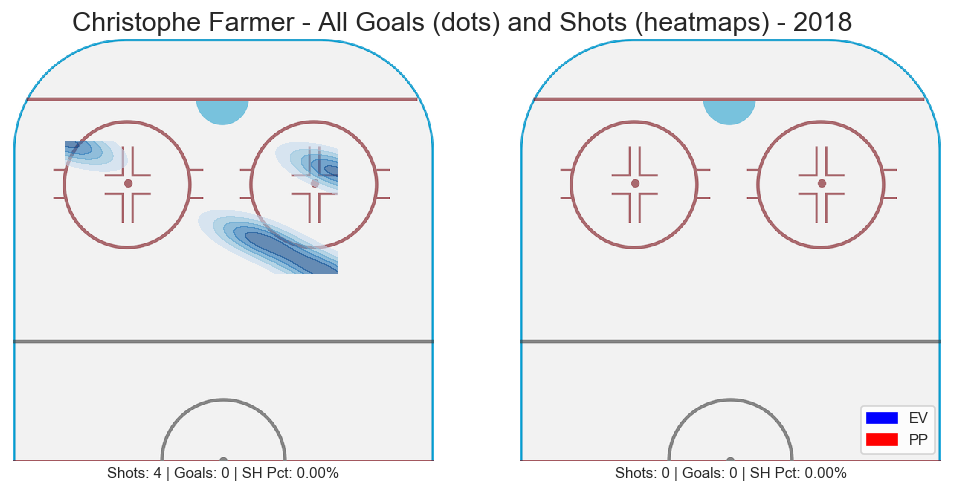 Christophe Farmer - All Goals (dots) and Shots (heatmaps) - 2018
EV
PP
Shots: 4 | Goals: 0 | SH Pct: 0.00%
Shots: 0 | Goals: 0 | SH Pct: 0.00%